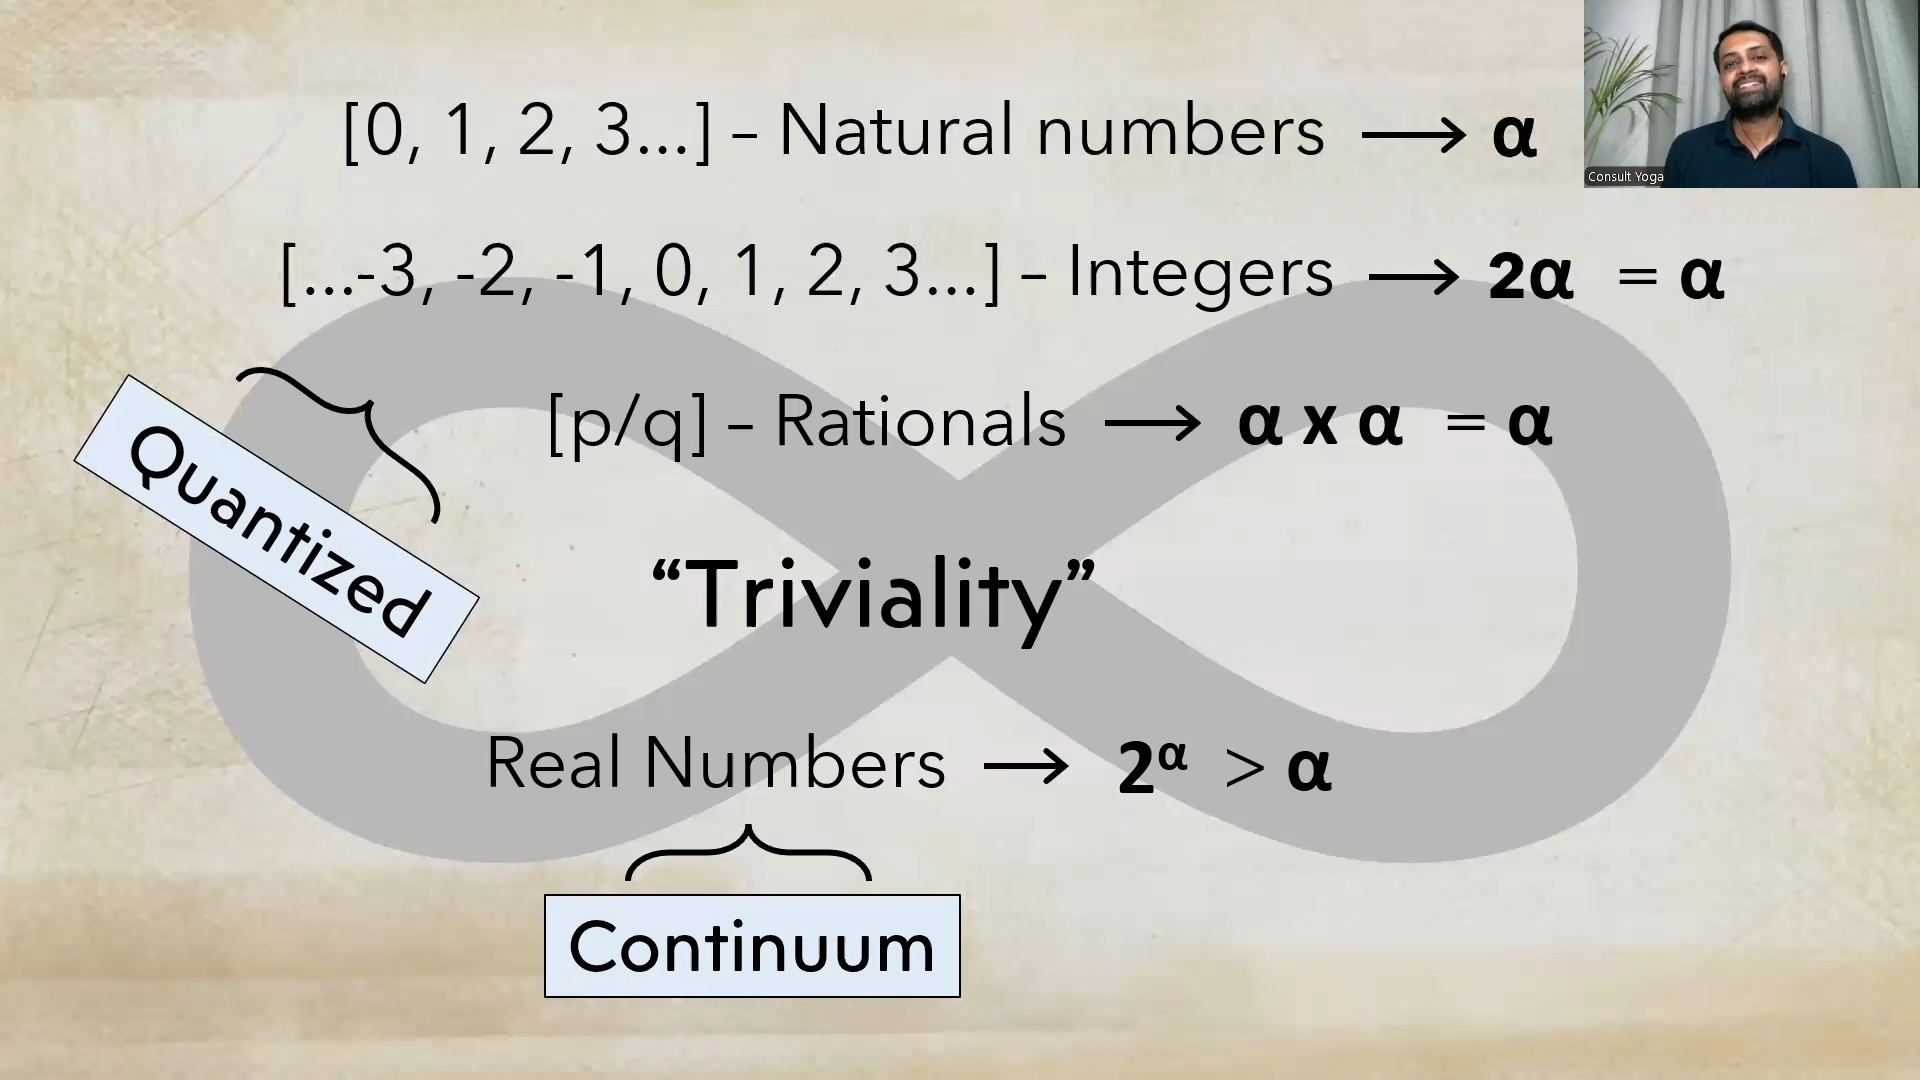 [0, 1, 2, 3...] – Natural numbers ⟶ α
Consult Yoga
[...-3, -2, -1, 0, 1, 2, 3...] – Integers ⟶ 2α = α
[p/q] – Rationals ⟶ α x α = α
Quantized
“Triviality”
Real Numbers ⟶ 2^α > α
Continuum